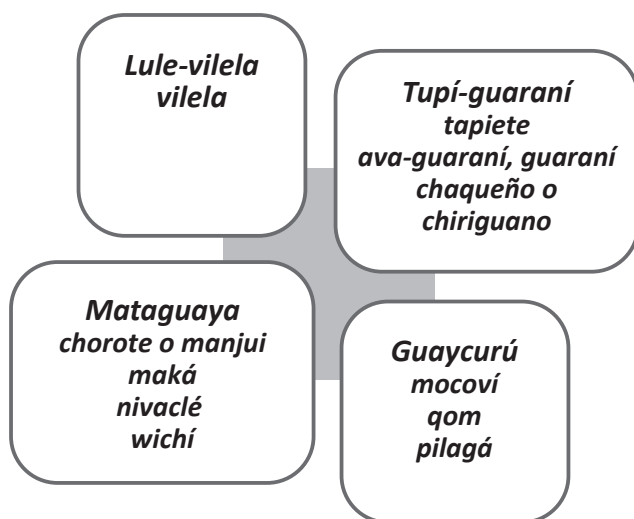 Lule-vilela
vilela
Tupí-guaraní
tapiete
ava-guaraní, guaraní
chaqueño o
chiriguano
Mataguaya
chorote o manjui
maká
nivaclé
wichí
Guaycurú
mocoví
qom
pilagá